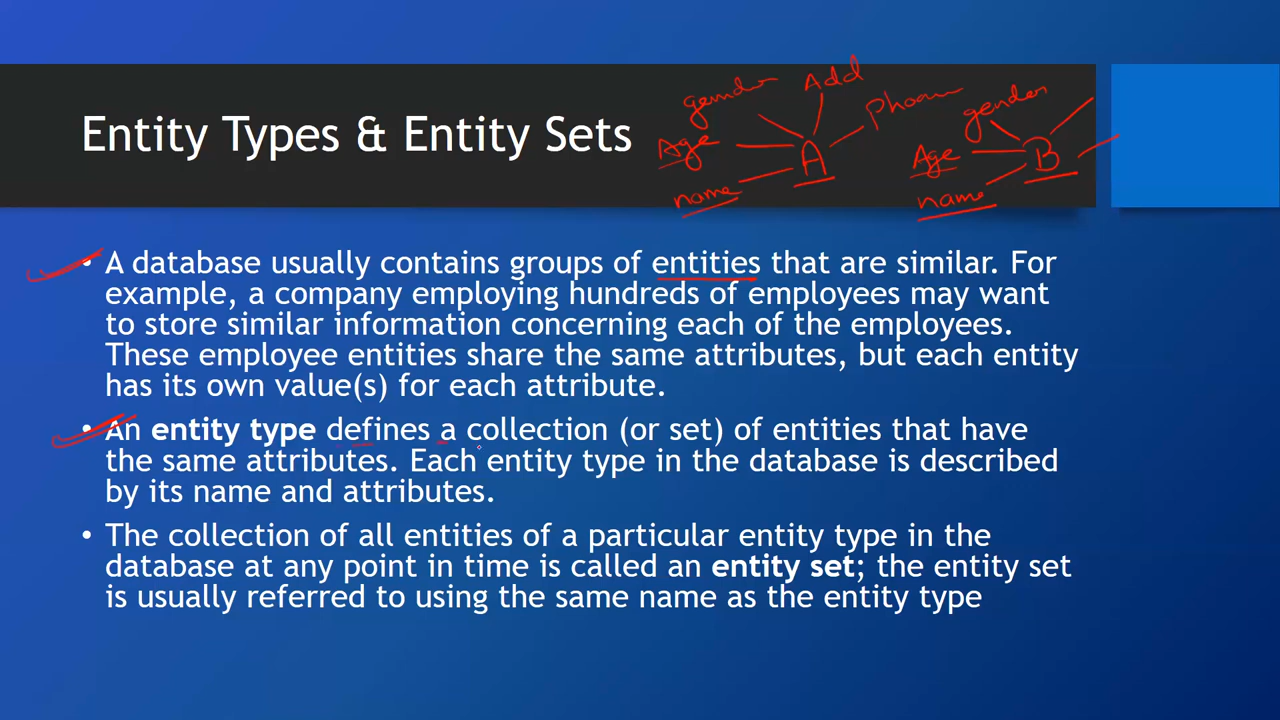 Entity Types & Entity Sets
gender
Add
Phone
Age
name
A
gender
Age
name
B
• A database usually contains groups of entities that are similar. For
example, a company employing hundreds of employees may want
to store similar information concerning each of the employees.
These employee entities share the same attributes, but each entity
has its own value(s) for each attribute.
• An entity type defines a collection (or set) of entities that have
the same attributes. Each entity type in the database is described
by its name and attributes.
• The collection of all entities of a particular entity type in the
database at any point in time is called an entity set; the entity set
is usually referred to using the same name as the entity type